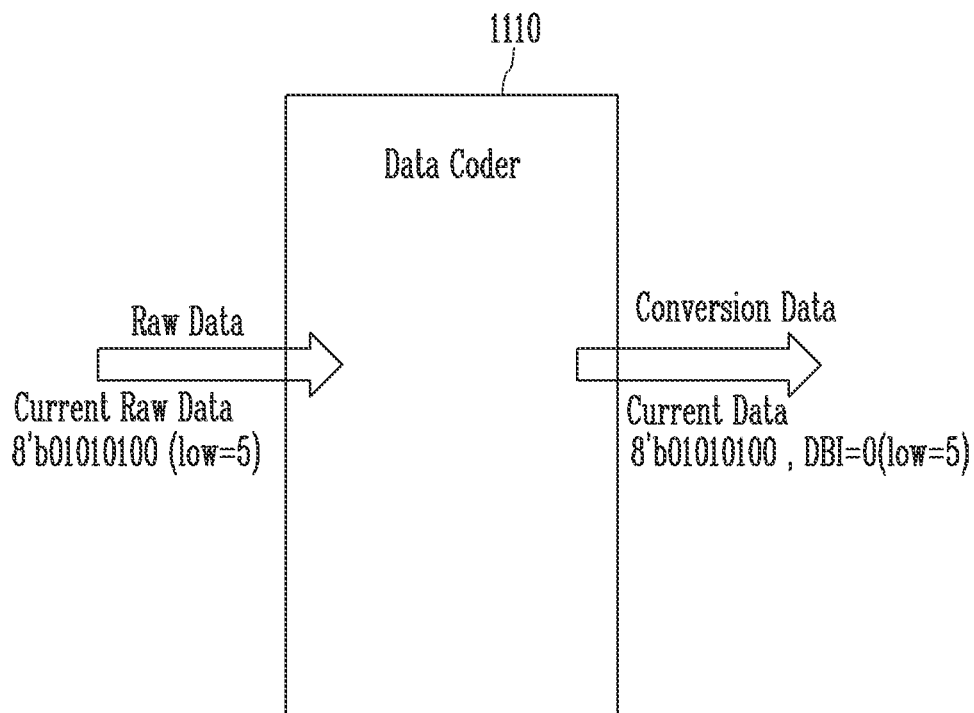 1110
Data Coder
Raw Data
Current Raw Data
8'b01010100 (low=5)
Conversion Data
Current Data
8'b01010100 , DBI=0(low=5)